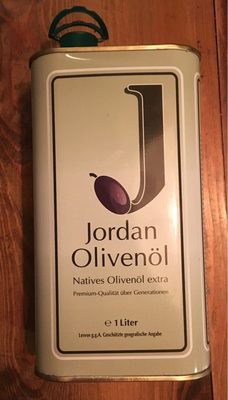 J
Jordan
Olivenöl
Natives Olivenöl extra
Premium-Qualität über Generationen
℮ 1 Liter
Lesvos g.g.A. Geschützte geografische Angabe